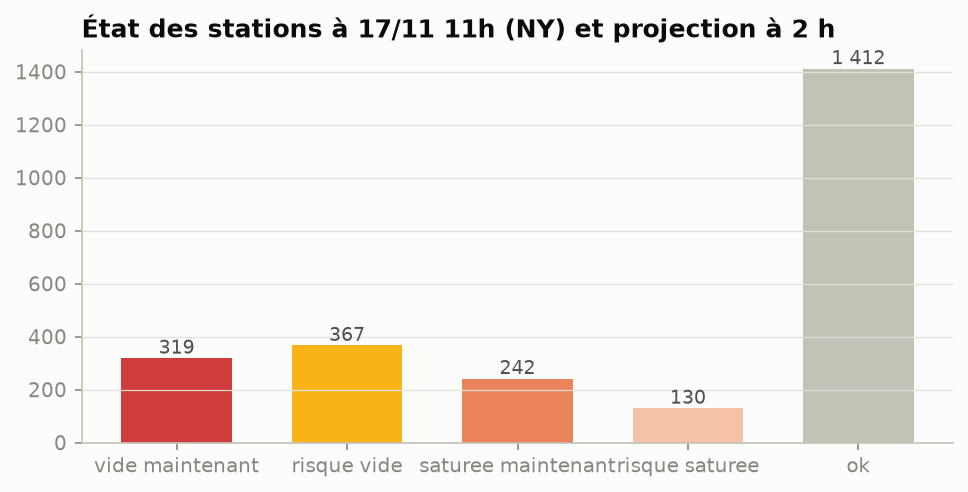 État des stations à 17/11 11h (NY) et projection à 2 h
1 412
1400
1200
1000
800
600
400
367
319
242
200
130
0
vide maintenant
risque vide
saturee maintenant
risque saturee
ok